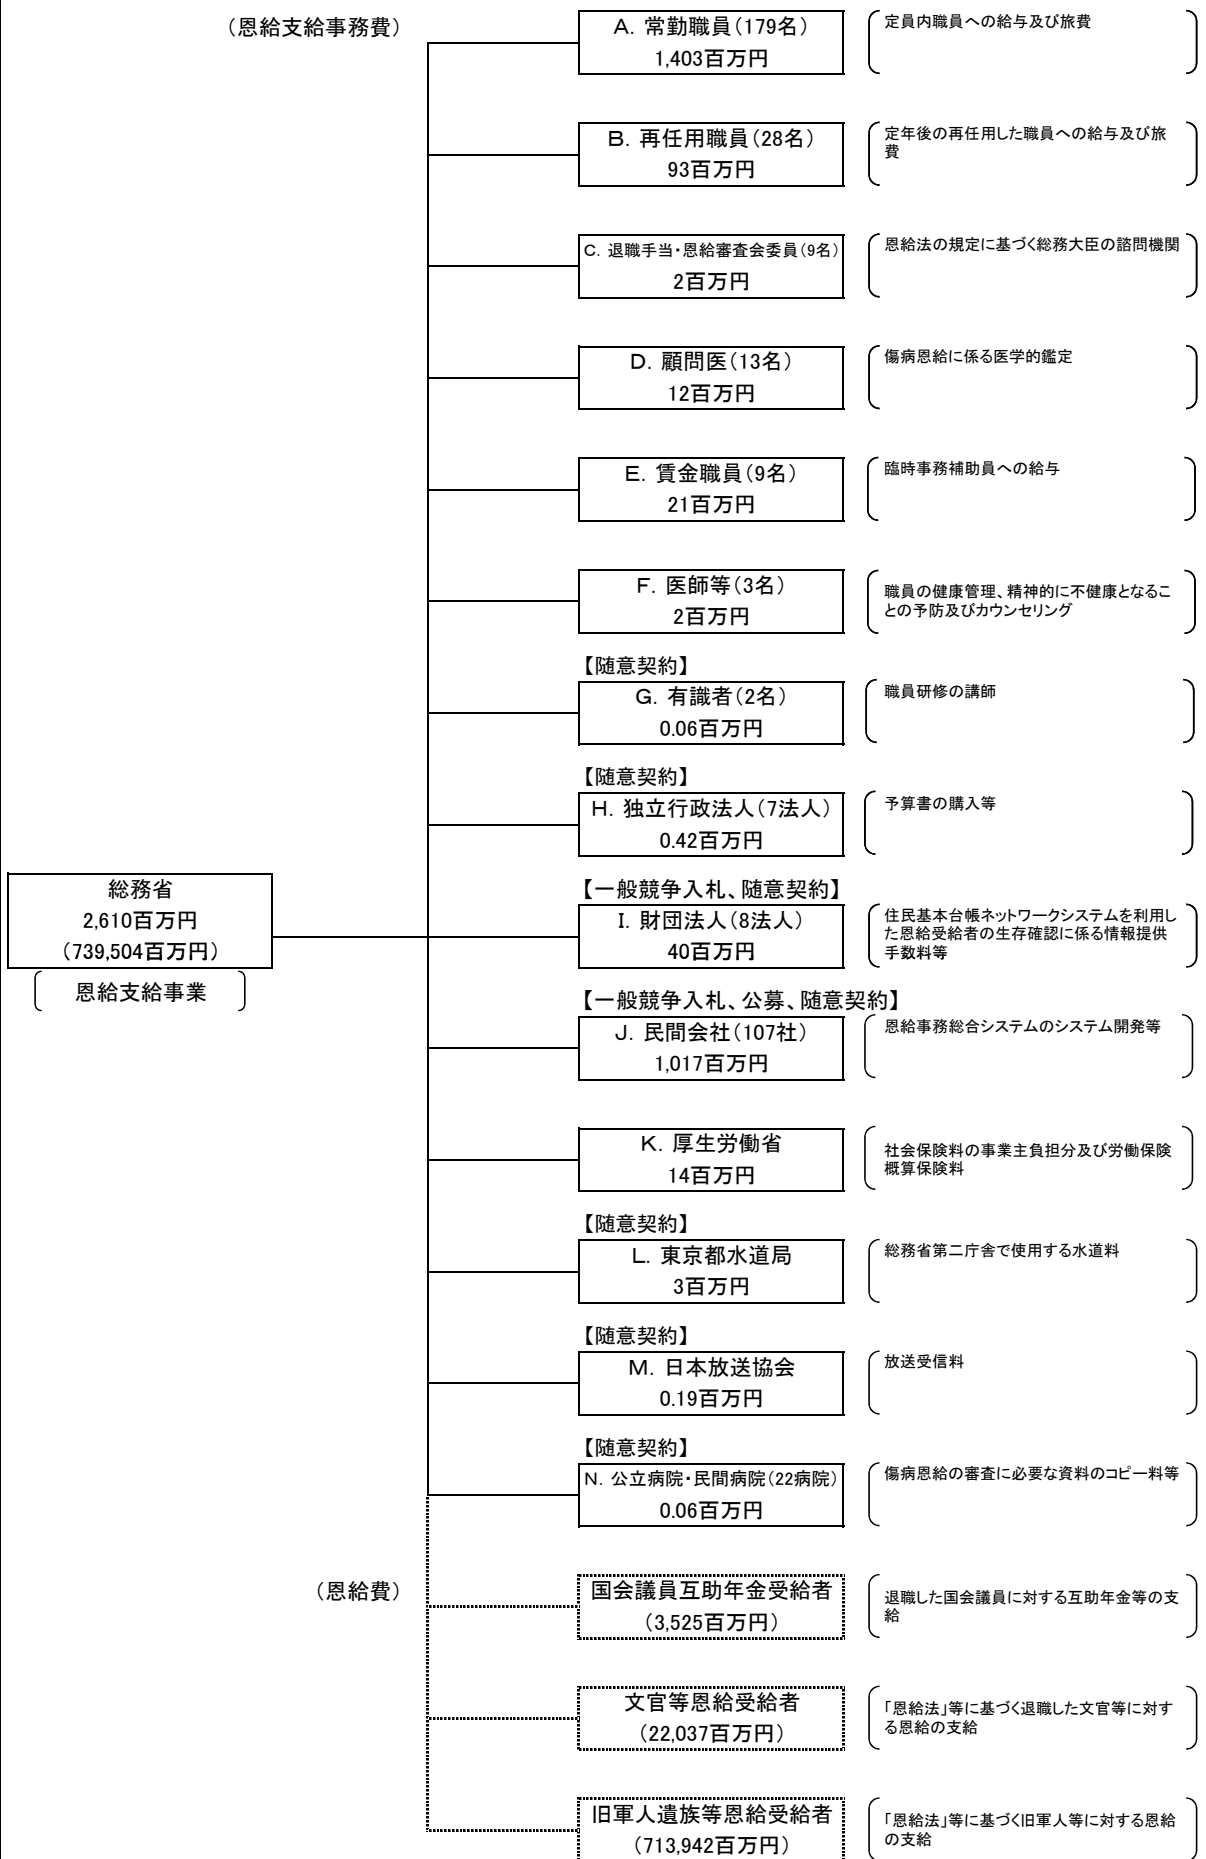 （恩給支給事務費）
A. 常勤職員（179名）
1,403百万円
定員内職員への給与及び旅費
B. 再任用職員（28名）
93百万円
定年後の再任用した職員への給与及び旅
費
C. 退職手当・恩給審査会委員（9名）
2百万円
恩給法の規定に基づく総務大臣の諮問機関
D. 顧問医（13名）
12百万円
傷病恩給に係る医学的鑑定
E. 賃金職員（9名）
21百万円
臨時事務補助員への給与
F. 医師等（3名）
2百万円
職員の健康管理、精神的に不健康となるこ
との予防及びカウンセリング
【随意契約】
G. 有識者（2名）
0.06百万円
職員研修の講師
【随意契約】
H. 独立行政法人（7法人）
0.42百万円
予算書の購入等
総務省
2,610百万円
（739,504百万円）
恩給支給事業
【一般競争入札、随意契約】
I. 財団法人（8法人）
40百万円
住民基本台帳ネットワークシステムを利用し
た恩給受給者の生存確認に係る情報提供
手数料等
【一般競争入札、公募、随意契約】
J. 民間会社（107社）
1,017百万円
恩給事務総合システムのシステム開発等
K. 厚生労働省
14百万円
社会保険料の事業主負担分及び労働保険
概算保険料
【随意契約】
L. 東京都水道局
3百万円
総務省第二庁舎で使用する水道料
【随意契約】
M. 日本放送協会
0.19百万円
放送受信料
【随意契約】
N. 公立病院・民間病院（22病院）
0.06百万円
傷病恩給の審査に必要な資料のコピー料等
（恩給費）
国会議員互助年金受給者
（3,525百万円）
退職した国会議員に対する互助年金等の支
給
文官等恩給受給者
（22,037百万円）
「恩給法」等に基づく退職した文官等に対す
る恩給の支給
旧軍人遺族等恩給受給者
（713,942百万円）
「恩給法」等に基づく旧軍人等に対する恩給
の支給